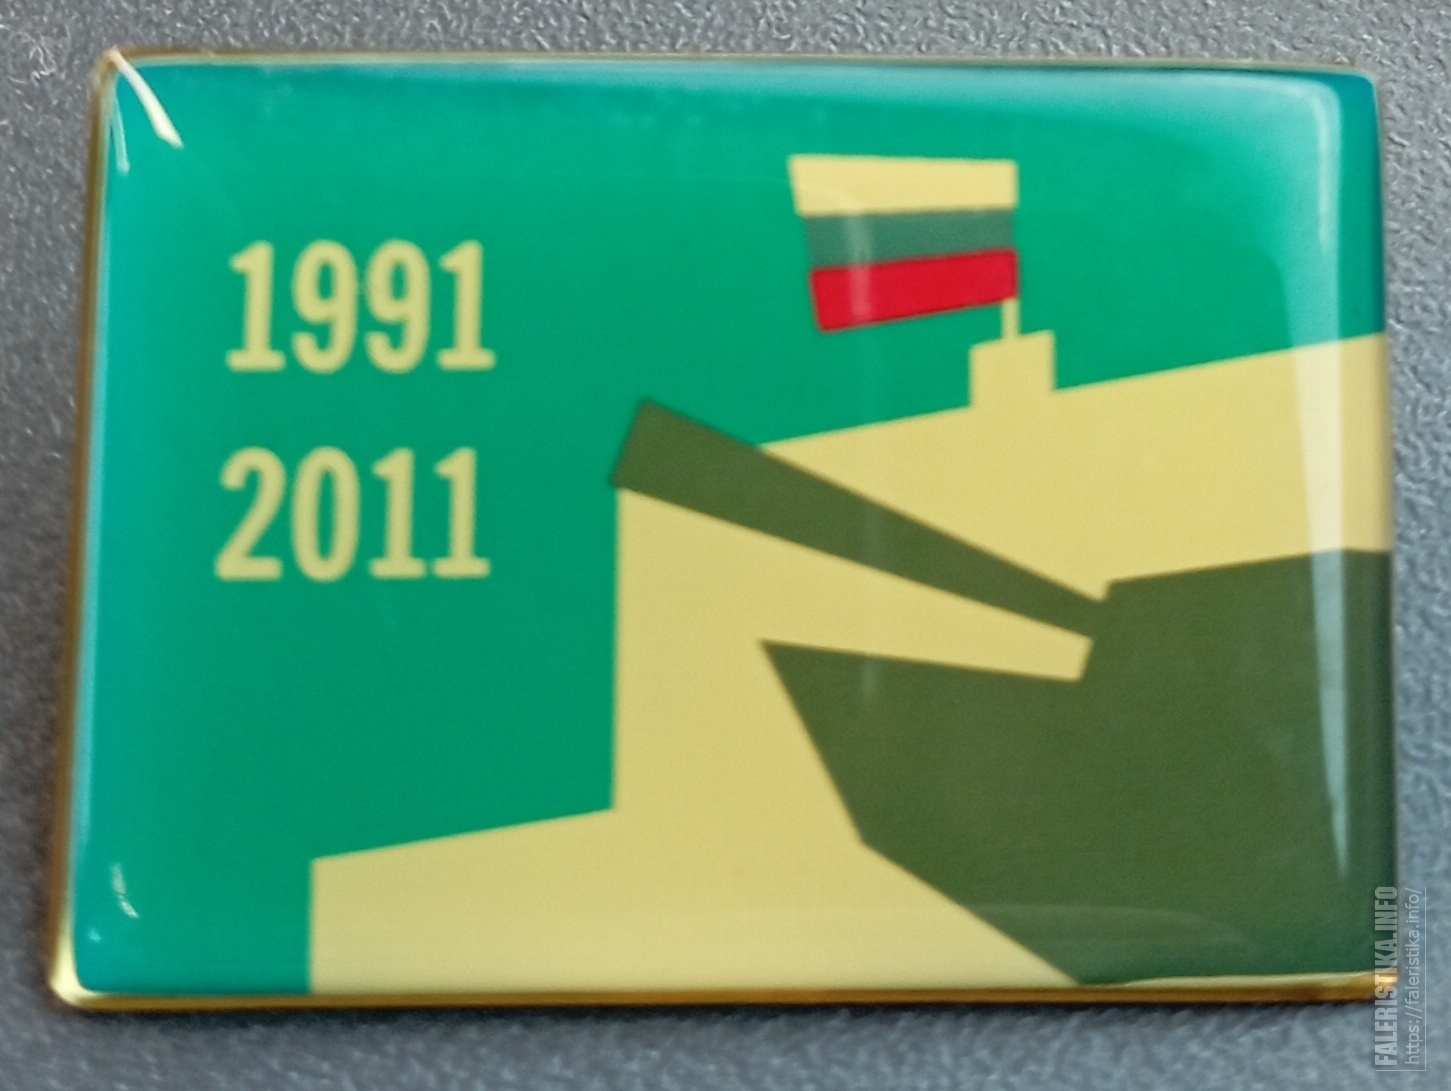 1991
2011
FALERISTIKA.INFO
https://faleristika.info/